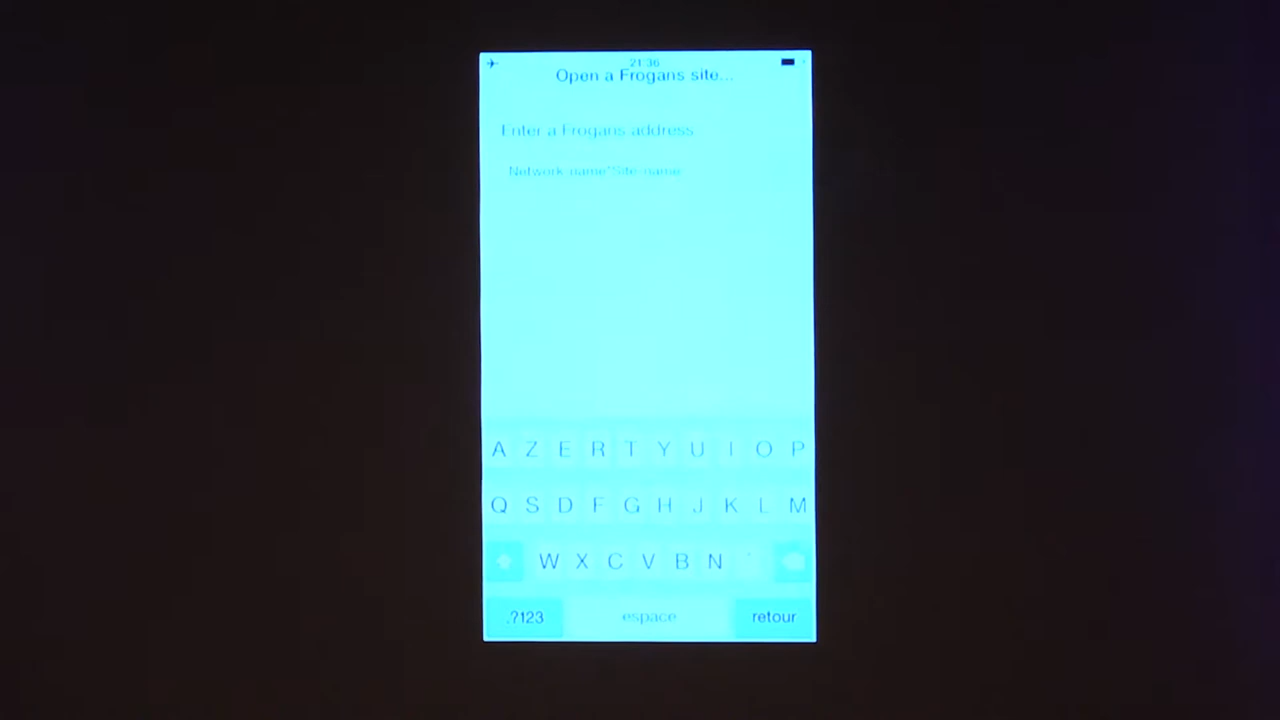 21:36
Open a Frogans site...
Enter a Frogans address
Network-name*Site-name
A Z E R T Y U I O P
Q S D F G H J K L M
W X C V B N '
.?123 espace retour